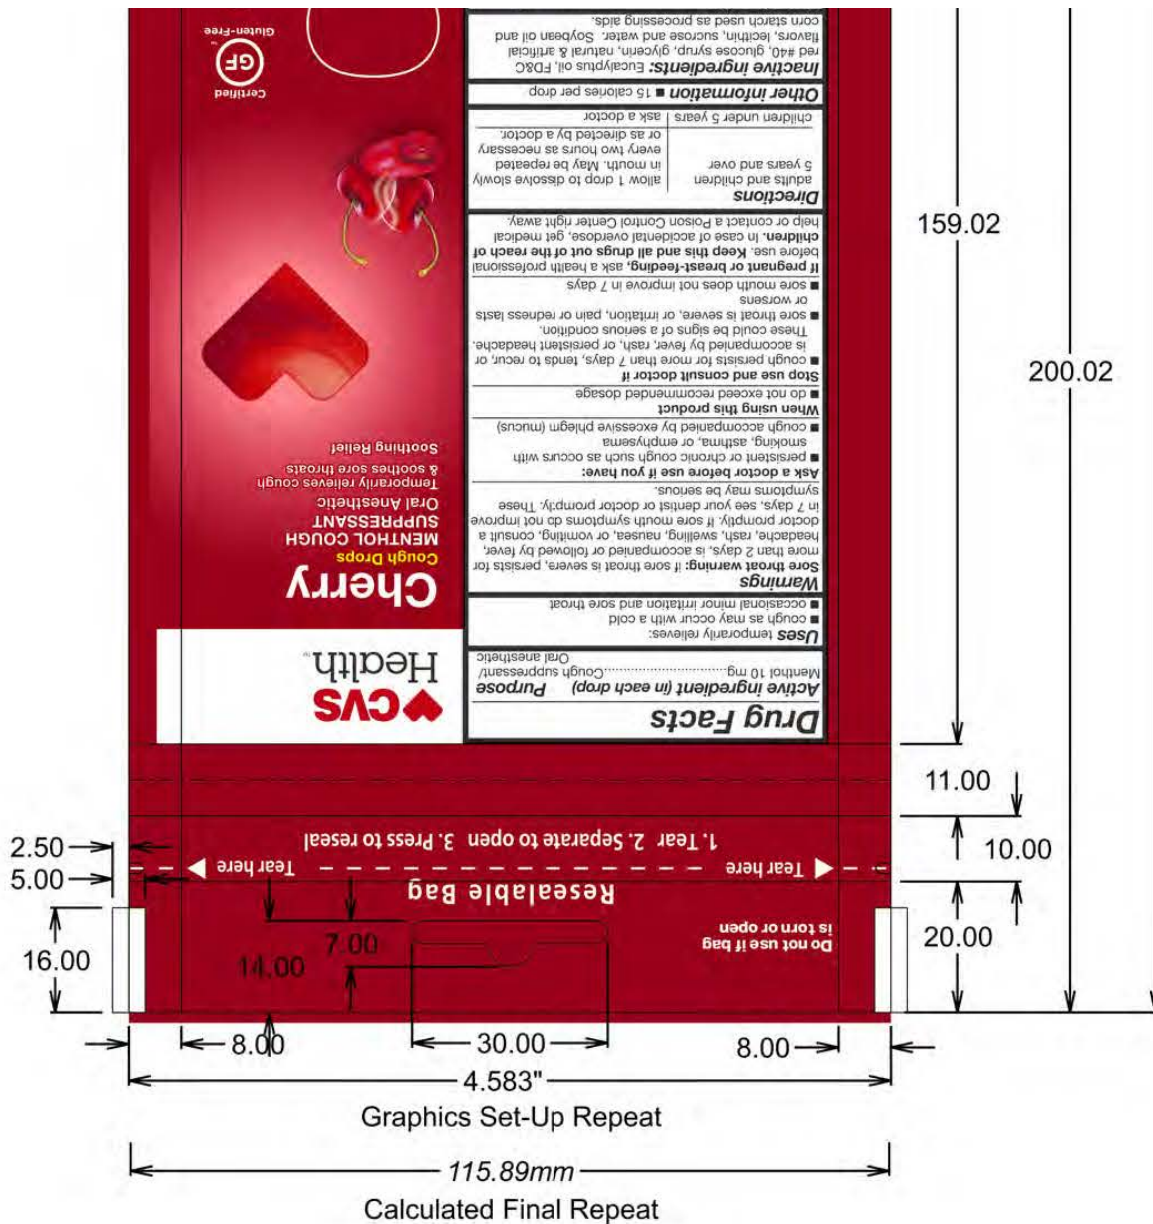 Drug Facts
Active ingredient (in each drop) Purpose
Menthol 10 mg..............................Cough suppressant/
Oral anesthetic
Uses temporarily relieves:
■ cough as may occur with a cold
■ occasional minor irritation and sore throat
Warnings
Sore throat warning: if sore throat is severe, persists for
more than 2 days, is accompanied or followed by fever,
headache, rash, swelling, nausea, or vomiting, consult a
doctor promptly. If sore mouth symptoms do not improve
in 7 days, see your dentist or doctor promptly. These
symptoms may be serious.
Ask a doctor before use if you have:
■ persistent or chronic cough such as occurs with
smoking, asthma, or emphysema
■ cough accompanied by excessive phlegm (mucus)
When using this product
■ do not exceed recommended dosage
Stop use and consult doctor if
■ cough persists for more than 7 days, tends to recur, or
is accompanied by fever, rash, or persistent headache.
These could be signs of a serious condition.
■ sore throat is severe, or irritation, pain or redness lasts
or worsens
■ sore mouth does not improve in 7 days
If pregnant or breast-feeding, ask a health professional
before use. Keep this and all drugs out of the reach of
children. In case of accidental overdose, get medical
help or contact a Poison Control Center right away.
Directions
adults and children
5 years and over
allow 1 drop to dissolve slowly
in mouth. May be repeated
every two hours as necessary
or as directed by a doctor.
children under 5 years
ask a doctor
Other information ■ 15 calories per drop
Inactive ingredients: Eucalyptus oil, FD&C
red #40, glucose syrup, glycerin, natural & artificial
flavors, lecithin, sucrose and water. Soybean oil and
corn starch used as processing aids.
CVS
Health™
Cherry
Cough Drops
MENTHOL COUGH
SUPPRESSANT
Oral Anesthetic
Temporarily relieves cough
& soothes sore throats
Soothing Relief
Certified
GF™
Gluten-Free
Do not use if bag
is torn or open
Resealable Bag
Tear here
Tear here
1. Tear 2. Separate to open 3. Press to reseal
159.02
200.02
11.00
10.00
20.00
2.50
5.00
16.00
14.00
7.00
8.00
30.00
8.00
4.583"
Graphics Set-Up Repeat
115.89mm
Calculated Final Repeat